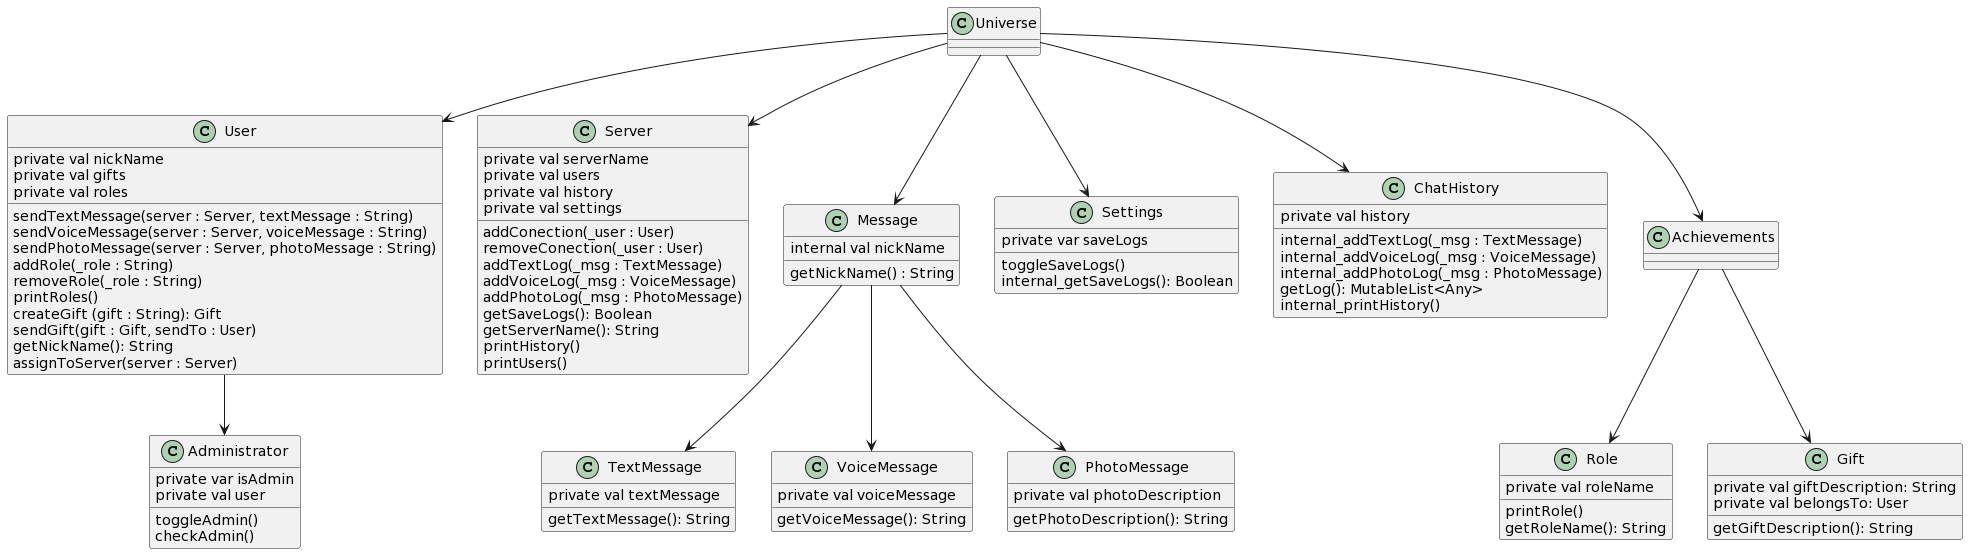 C Universe
C User
private val nickName
private val gifts
private val roles
sendTextMessage(server : Server, textMessage : String)
sendVoiceMessage(server : Server, voiceMessage : String)
sendPhotoMessage(server : Server, photoMessage : String)
addRole(_role : String)
removeRole(_role : String)
printRoles()
createGift (gift : String): Gift
sendGift(gift : Gift, sendTo : User)
getNickName(): String
assignToServer(server : Server)
C Server
private val serverName
private val users
private val history
private val settings
addConection(_user : User)
removeConection(_user : User)
addTextLog(_msg : TextMessage)
addVoiceLog(_msg : VoiceMessage)
addPhotoLog(_msg : PhotoMessage)
getSaveLogs(): Boolean
getServerName(): String
printHistory()
printUsers()
C Message
internal val nickName
getNickName() : String
C Settings
private var saveLogs
toggleSaveLogs()
internal_getSaveLogs(): Boolean
C ChatHistory
private val history
internal_addTextLog(_msg : TextMessage)
internal_addVoiceLog(_msg : VoiceMessage)
internal_addPhotoLog(_msg : PhotoMessage)
getLog(): MutableList<Any>
internal_printHistory()
C Achievements
C Administrator
private var isAdmin
private val user
toggleAdmin()
checkAdmin()
C TextMessage
private val textMessage
getTextMessage(): String
C VoiceMessage
private val voiceMessage
getVoiceMessage(): String
C PhotoMessage
private val photoDescription
getPhotoDescription(): String
C Role
private val roleName
printRole()
getRoleName(): String
C Gift
private val giftDescription: String
private val belongsTo: User
getGiftDescription(): String